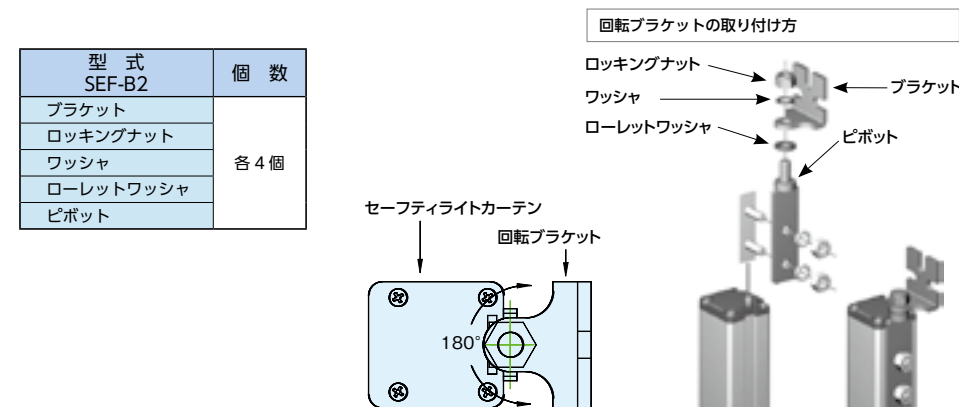 回転ブラケットの取り付け方
型 式
SEF-B2
個 数
ブラケット
ロッキングナット
ワッシャ
ローレットワッシャ
ピボット
各4個
ロッキングナット
ワッシャ
ローレットワッシャ
ブラケット
ピボット
セーフティライトカーテン
回転ブラケット
180°